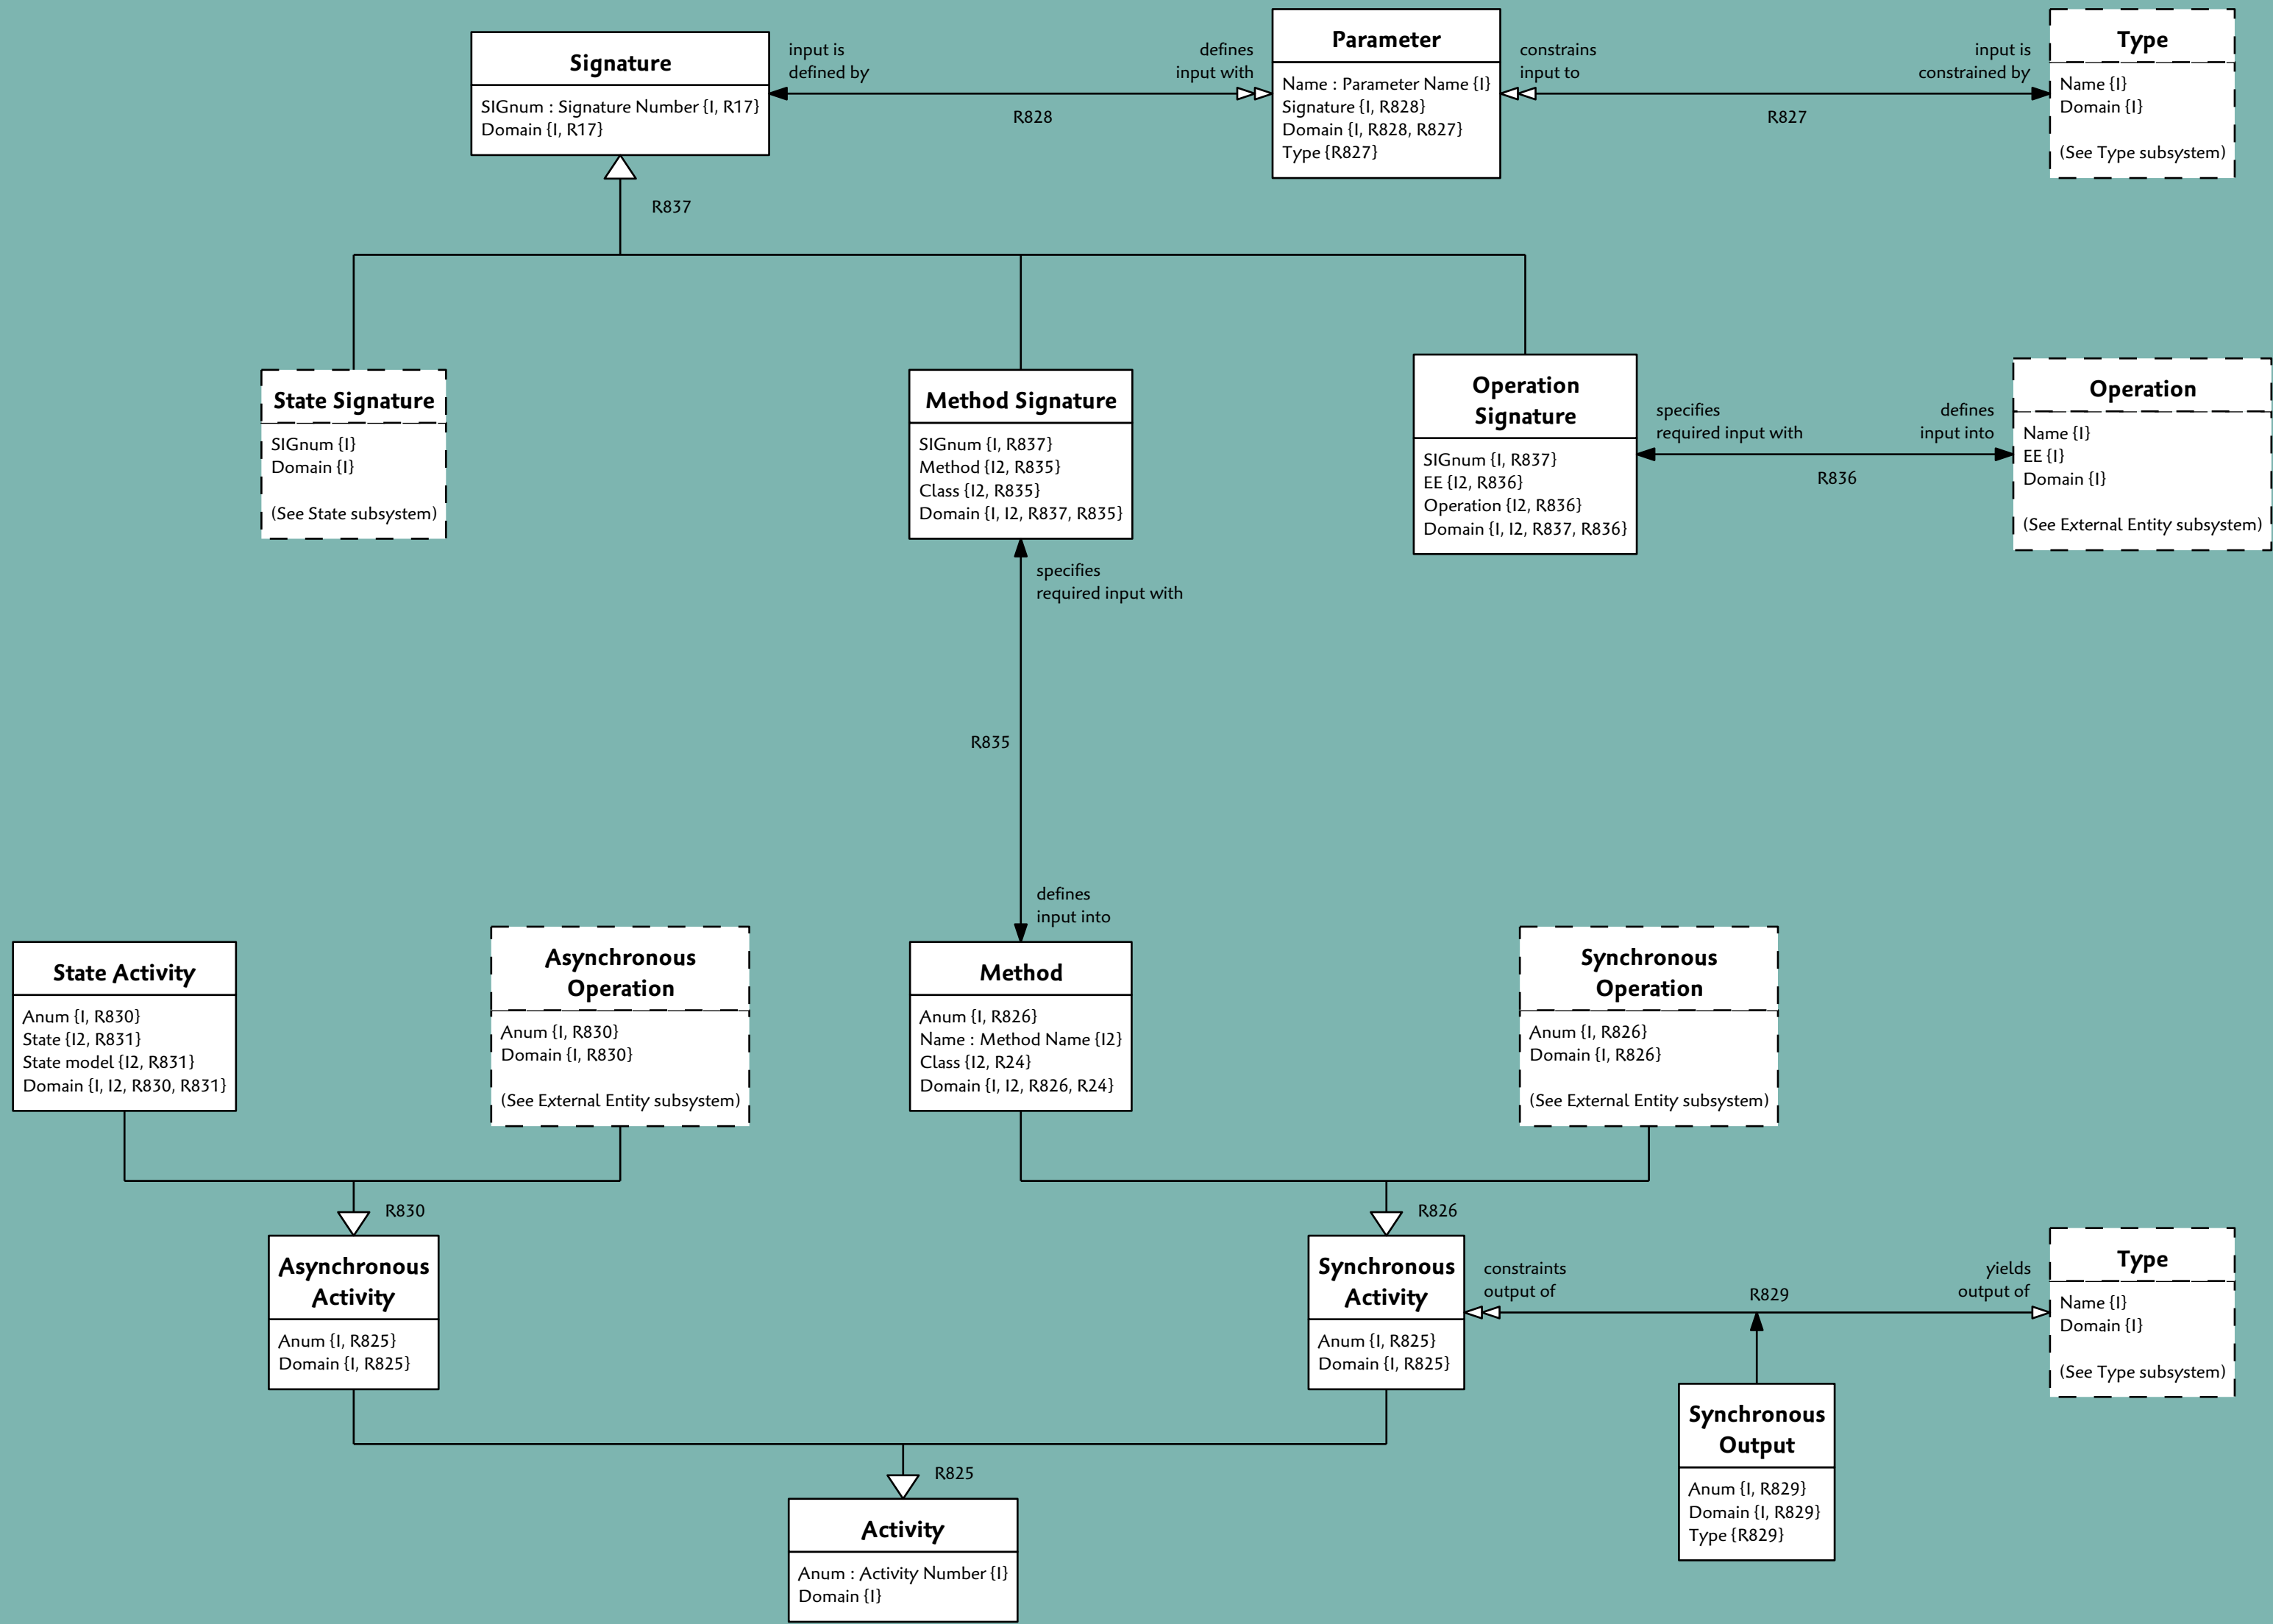 Signature
SIGnum : Signature Number {I, R17}
Domain {I, R17}
input is
defined by
defines
input with
R828
Parameter
Name : Parameter Name {I}
Signature {I, R828}
Domain {I, R828, R827}
Type {R827}
constrains
input to
input is
constrained by
R827
Type
Name {I}
Domain {I}
(See Type subsystem)
R837
State Signature
SIGnum {I}
Domain {I}
(See State subsystem)
Method Signature
SIGnum {I, R837}
Method {I2, R835}
Class {I2, R835}
Domain {I, I2, R837, R835}
Operation
Signature
SIGnum {I, R837}
EE {I2, R836}
Operation {I2, R836}
Domain {I, I2, R837, R836}
specifies
required input with
defines
input into
R836
Operation
Name {I}
EE {I}
Domain {I}
(See External Entity subsystem)
specifies
required input with
R835
defines
input into
State Activity
Anum {I, R830}
State {I2, R831}
State model {I2, R831}
Domain {I, I2, R830, R831}
Asynchronous
Operation
Anum {I, R830}
Domain {I, R830}
(See External Entity subsystem)
Method
Anum {I, R826}
Name : Method Name {I2}
Class {I2, R24}
Domain {I, I2, R826, R24}
Synchronous
Operation
Anum {I, R826}
Domain {I, R826}
(See External Entity subsystem)
R830
R826
Asynchronous
Activity
Anum {I, R825}
Domain {I, R825}
Synchronous
Activity
Anum {I, R825}
Domain {I, R825}
constraints
output of
R829
yields
output of
Type
Name {I}
Domain {I}
(See Type subsystem)
Synchronous
Output
Anum {I, R829}
Domain {I, R829}
Type {R829}
R825
Activity
Anum : Activity Number {I}
Domain {I}